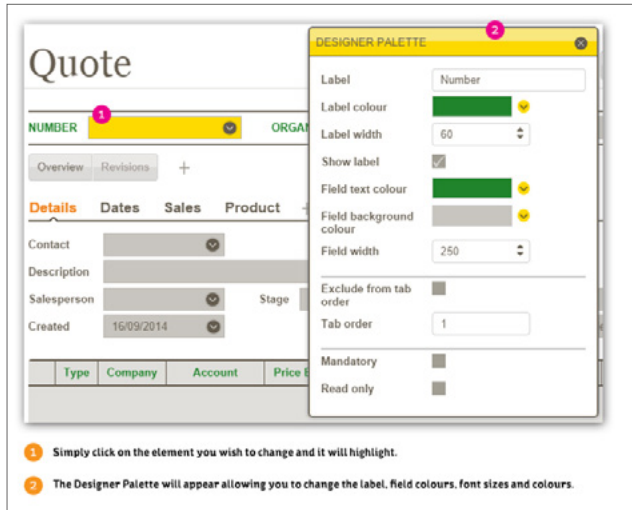 Quote
1
NUMBER
Overview Revisions +
Details Dates Sales Product
Contact
Description
Salesperson Stage
Created 16/09/2014
Type Company Account
2
DESIGNER PALETTE
Label Number
Label colour
Label width 60
Show label
Field text colour
Field background
colour
Field width 250
Exclude from tab
order
Tab order 1
Mandatory
Read only
1 Simply click on the element you wish to change and it will highlight.
2 The Designer Palette will appear allowing you to change the label, field colours, font sizes and colours.